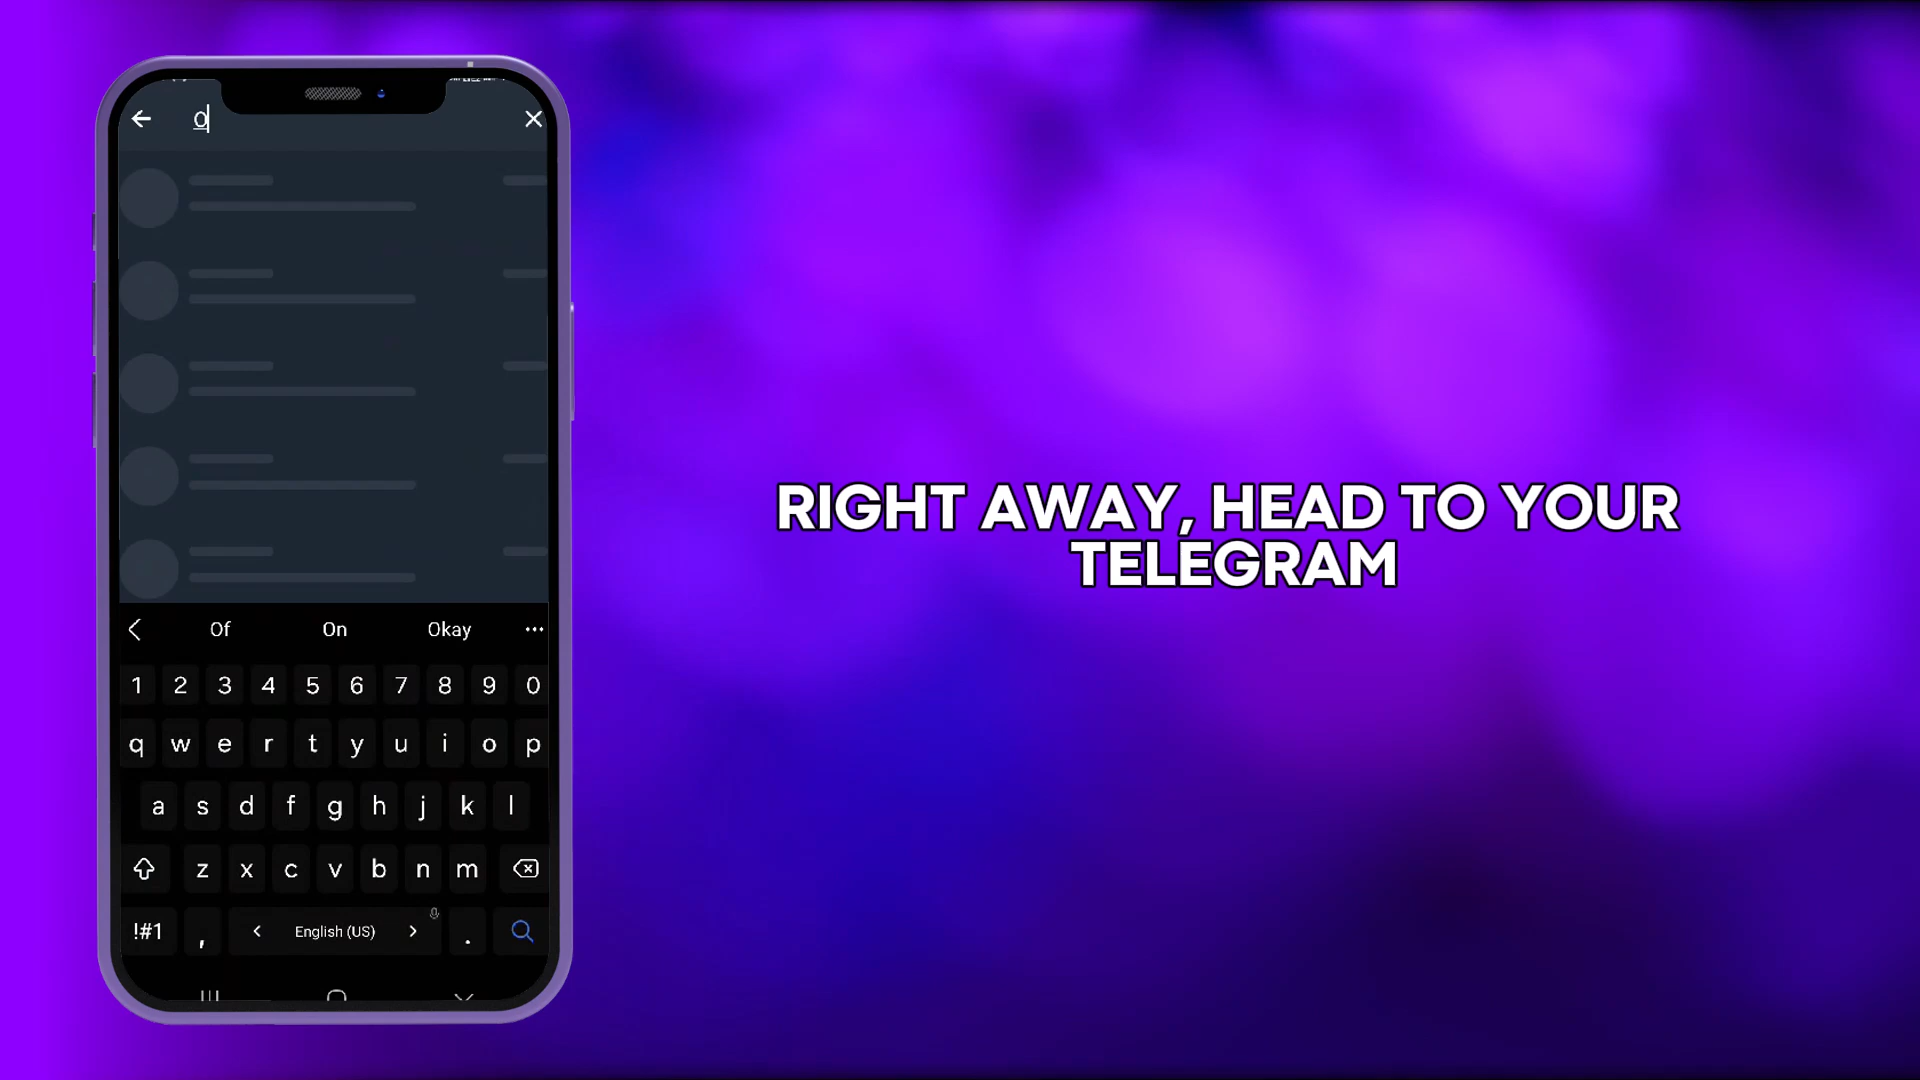 O
Of On Okay ...
1 2 3 4 5 6 7 8 9 0
q w e r t y u i o p
a s d f g h j k l
z x c v b n m
!#1 , < English (US) > .
RIGHT AWAY, HEAD TO YOUR
TELEGRAM